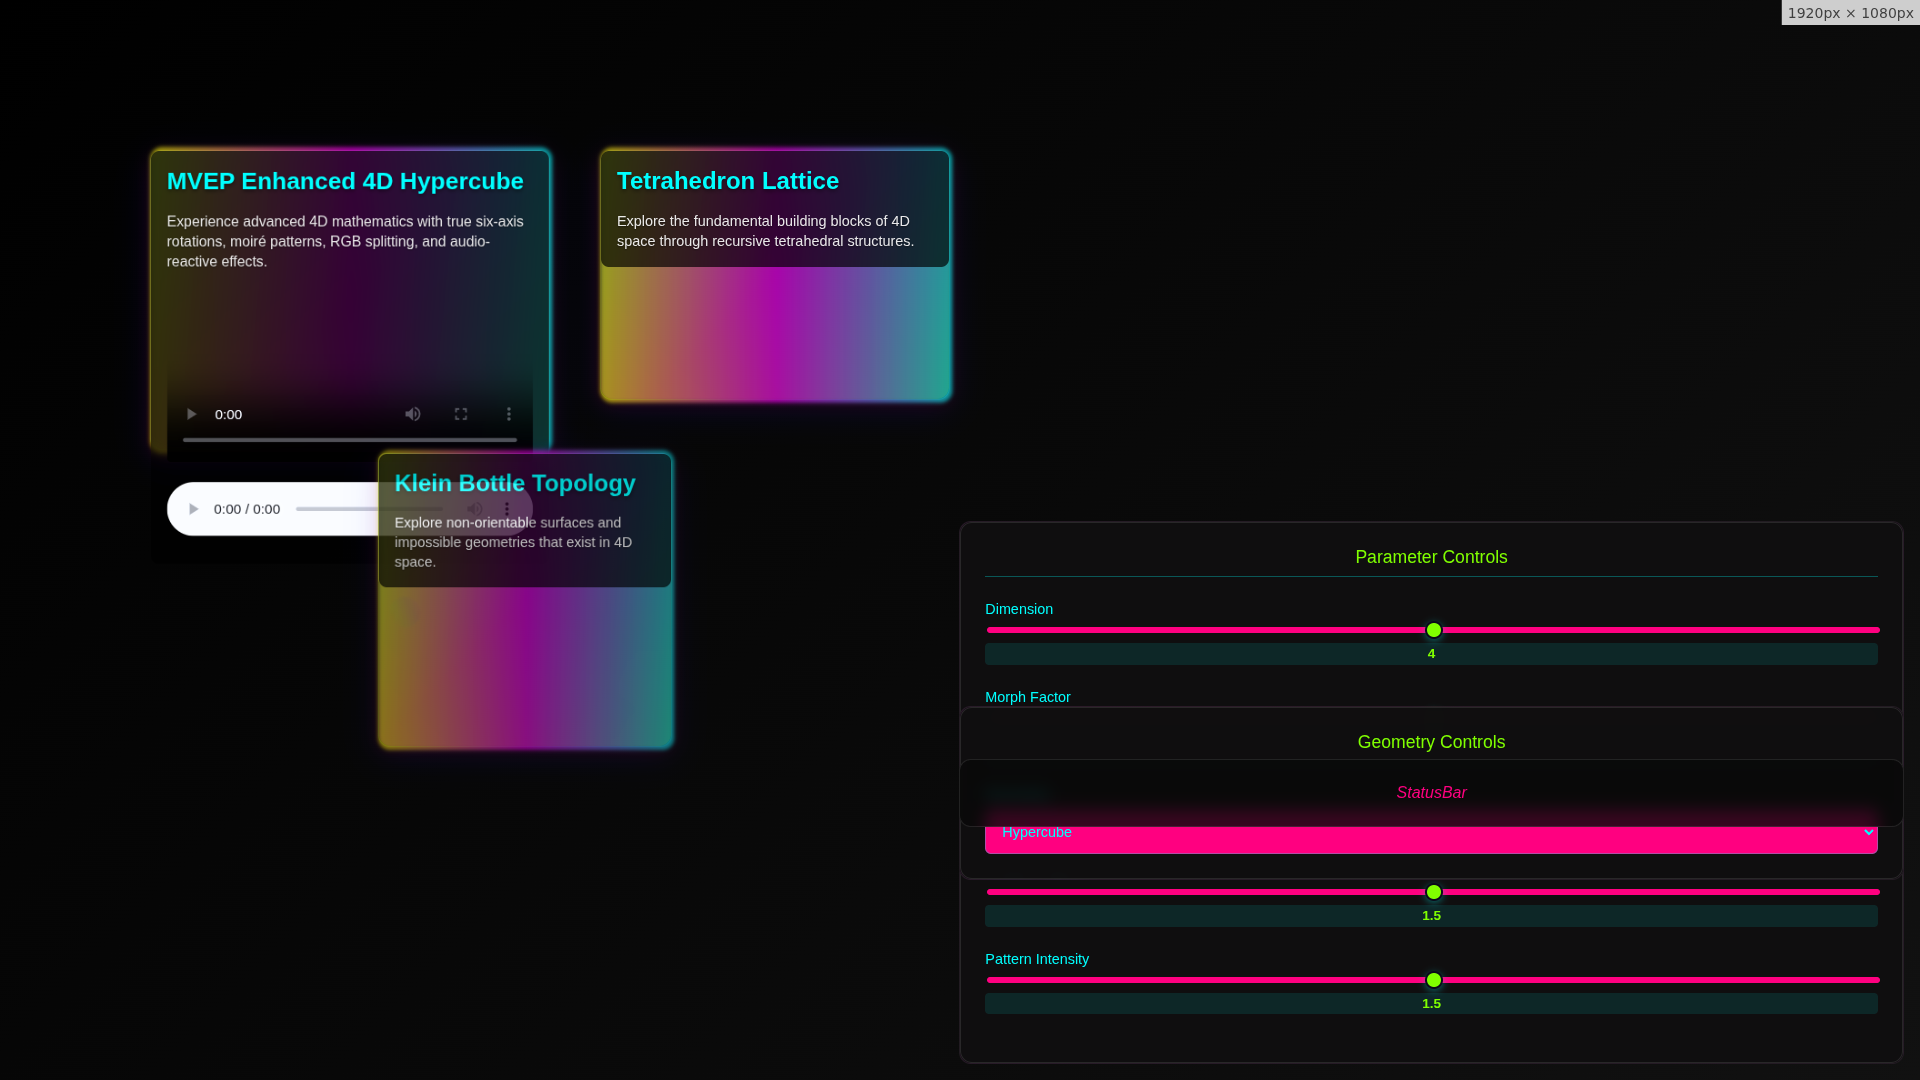 1920px × 1080px
MVEP Enhanced 4D Hypercube
Experience advanced 4D mathematics with true six-axis
rotations, moiré patterns, RGB splitting, and audio-
reactive effects.
0:00
0:00 / 0:00
Tetrahedron Lattice
Explore the fundamental building blocks of 4D
space through recursive tetrahedral structures.
Klein Bottle Topology
Explore non-orientable surfaces and
impossible geometries that exist in 4D
space.
Parameter Controls
Dimension
4
Morph Factor
Geometry Controls
StatusBar
Hypercube
1.5
Pattern Intensity
1.5